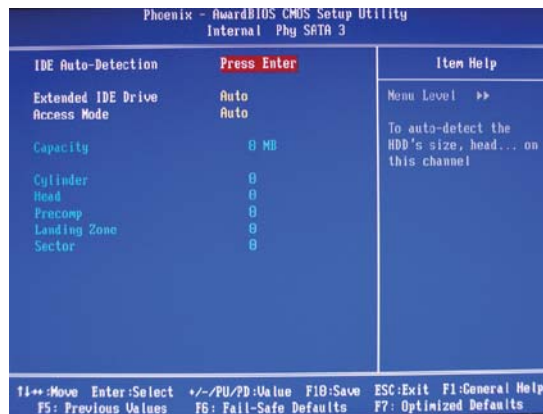 Phoenix - AwardBIOS CMOS Setup Utility
Internal Phy SATA 3
IDE Auto-Detection Press Enter
Extended IDE Drive Auto
Access Mode Auto
Capacity 0 MB
Cylinder 0
Head 0
Precomp 0
Landing Zone 0
Sector 0
Item Help
Menu Level ▸▸
To auto-detect the
HDD's size, head... on
this channel
↑↓→←:Move Enter:Select +/-/PU/PD:Value F10:Save ESC:Exit F1:General Help
F5: Previous Values F6: Fail-Safe Defaults F7: Optimized Defaults